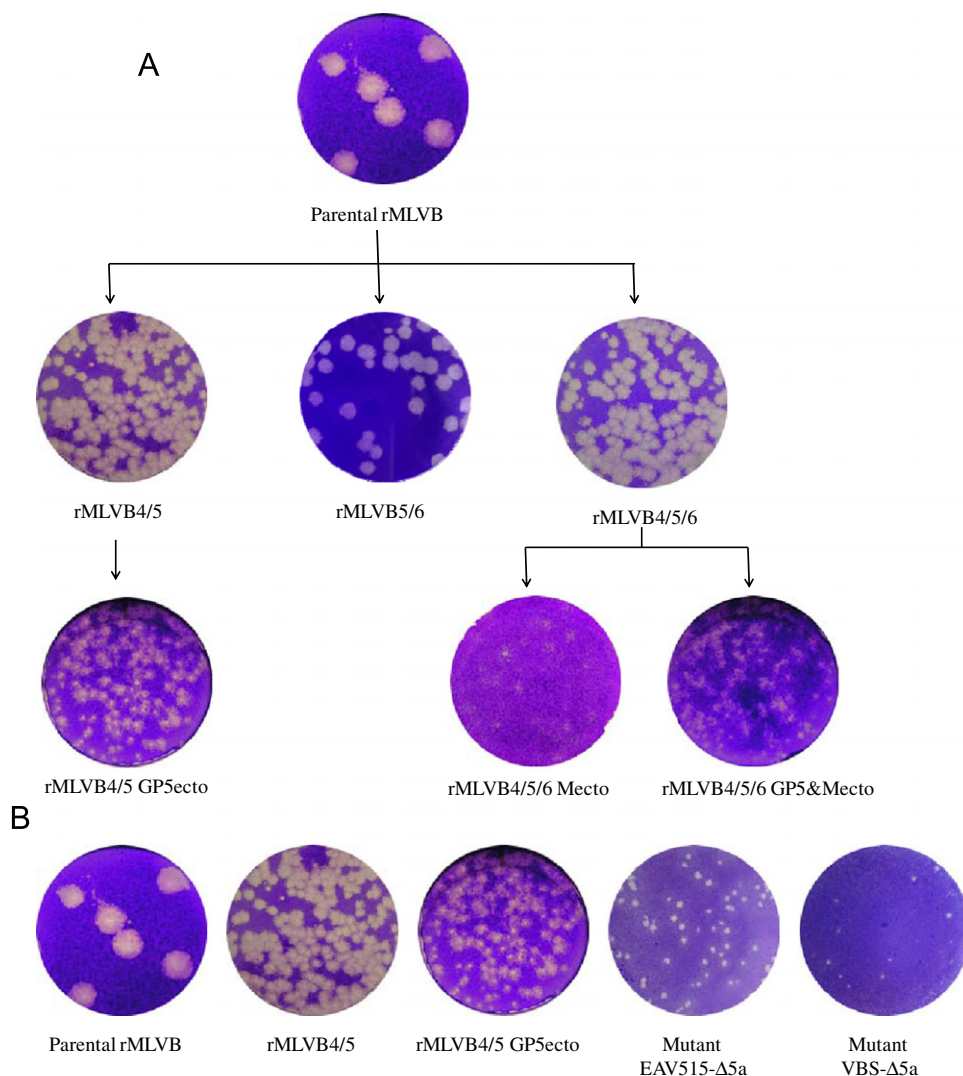 A
Parental rMLVB
rMLVB4/5
rMLVB5/6
rMLVB4/5/6
rMLVB4/5 GP5ecto
rMLVB4/5/6 Mecto
rMLVB4/5/6 GP5&Mecto
B
Parental rMLVB
rMLVB4/5
rMLVB4/5 GP5ecto
Mutant
EAV515-Δ5a
Mutant
VBS-Δ5a